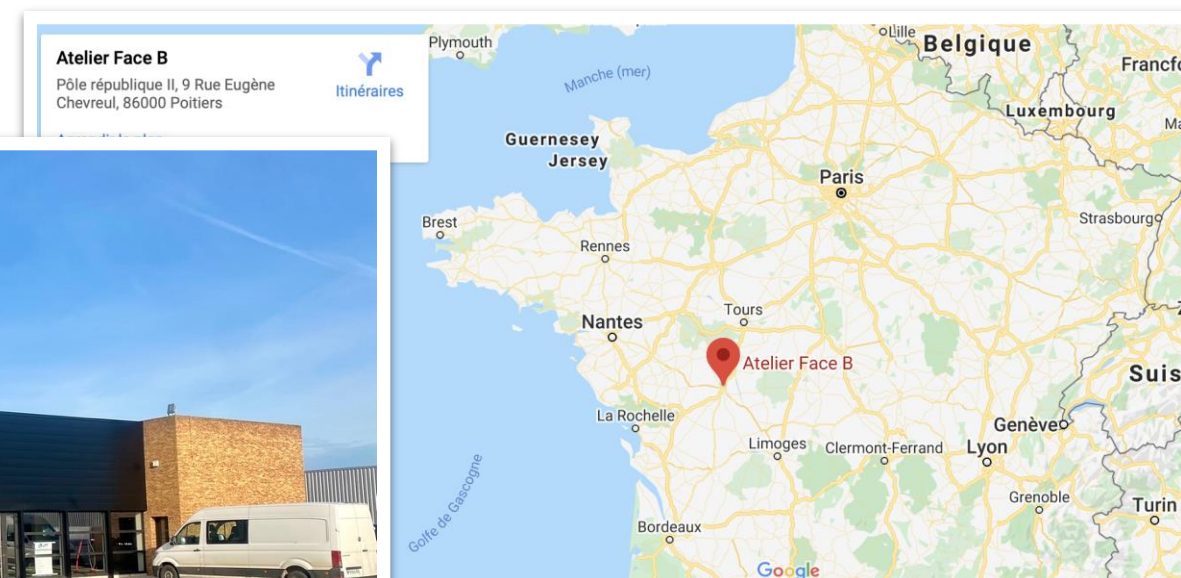 Atelier Face B
Pôle république II, 9 Rue Eugène
Chevreul, 86000 Poitiers
Itinéraires
Plymouth
Lille
Belgique
Manche (mer)
Luxembourg
Guernesey
Jersey
Paris
Strasbourg
Brest
Rennes
Tours
Nantes
Atelier Face B
La Rochelle
Limoges
Clermont-Ferrand
Genève
Lyon
Golfe de Gascogne
Grenoble
Turin
Bordeaux
Google